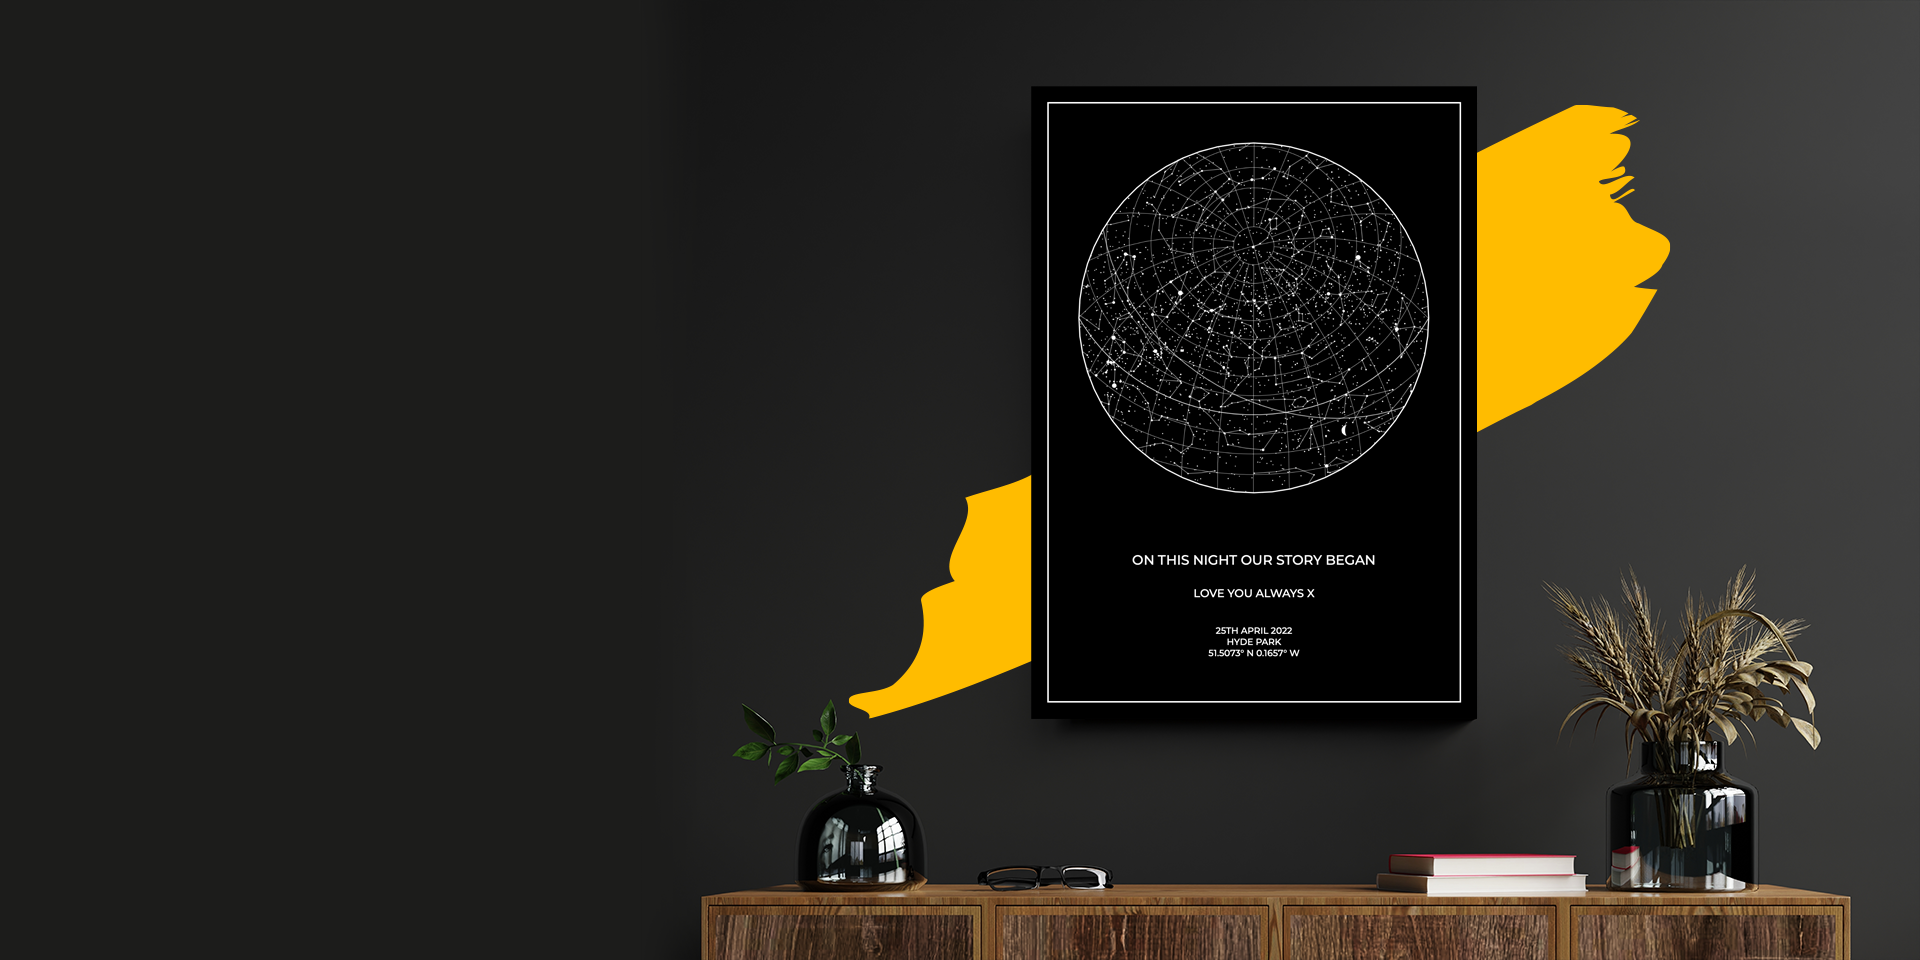 ON THIS NIGHT OUR STORY BEGAN
LOVE YOU ALWAYS X
25TH APRIL 2022
HYDE PARK
51.5073° N 0.1657° W